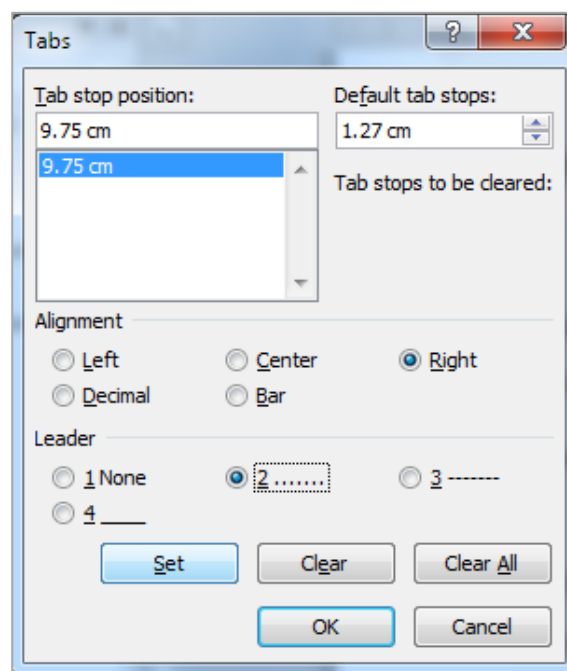 Tabs
Tab stop position:
Default tab stops:
9.75 cm
1.27 cm
9.75 cm
Tab stops to be cleared:
Alignment
Left Center Right
Decimal Bar
Leader
1 None 2 ....... 3 -------
4 ____
Set Clear Clear All
OK Cancel